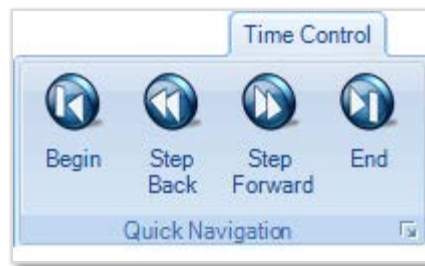 Time Control
Begin
Step
Back
Step
Forward
End
Quick Navigation